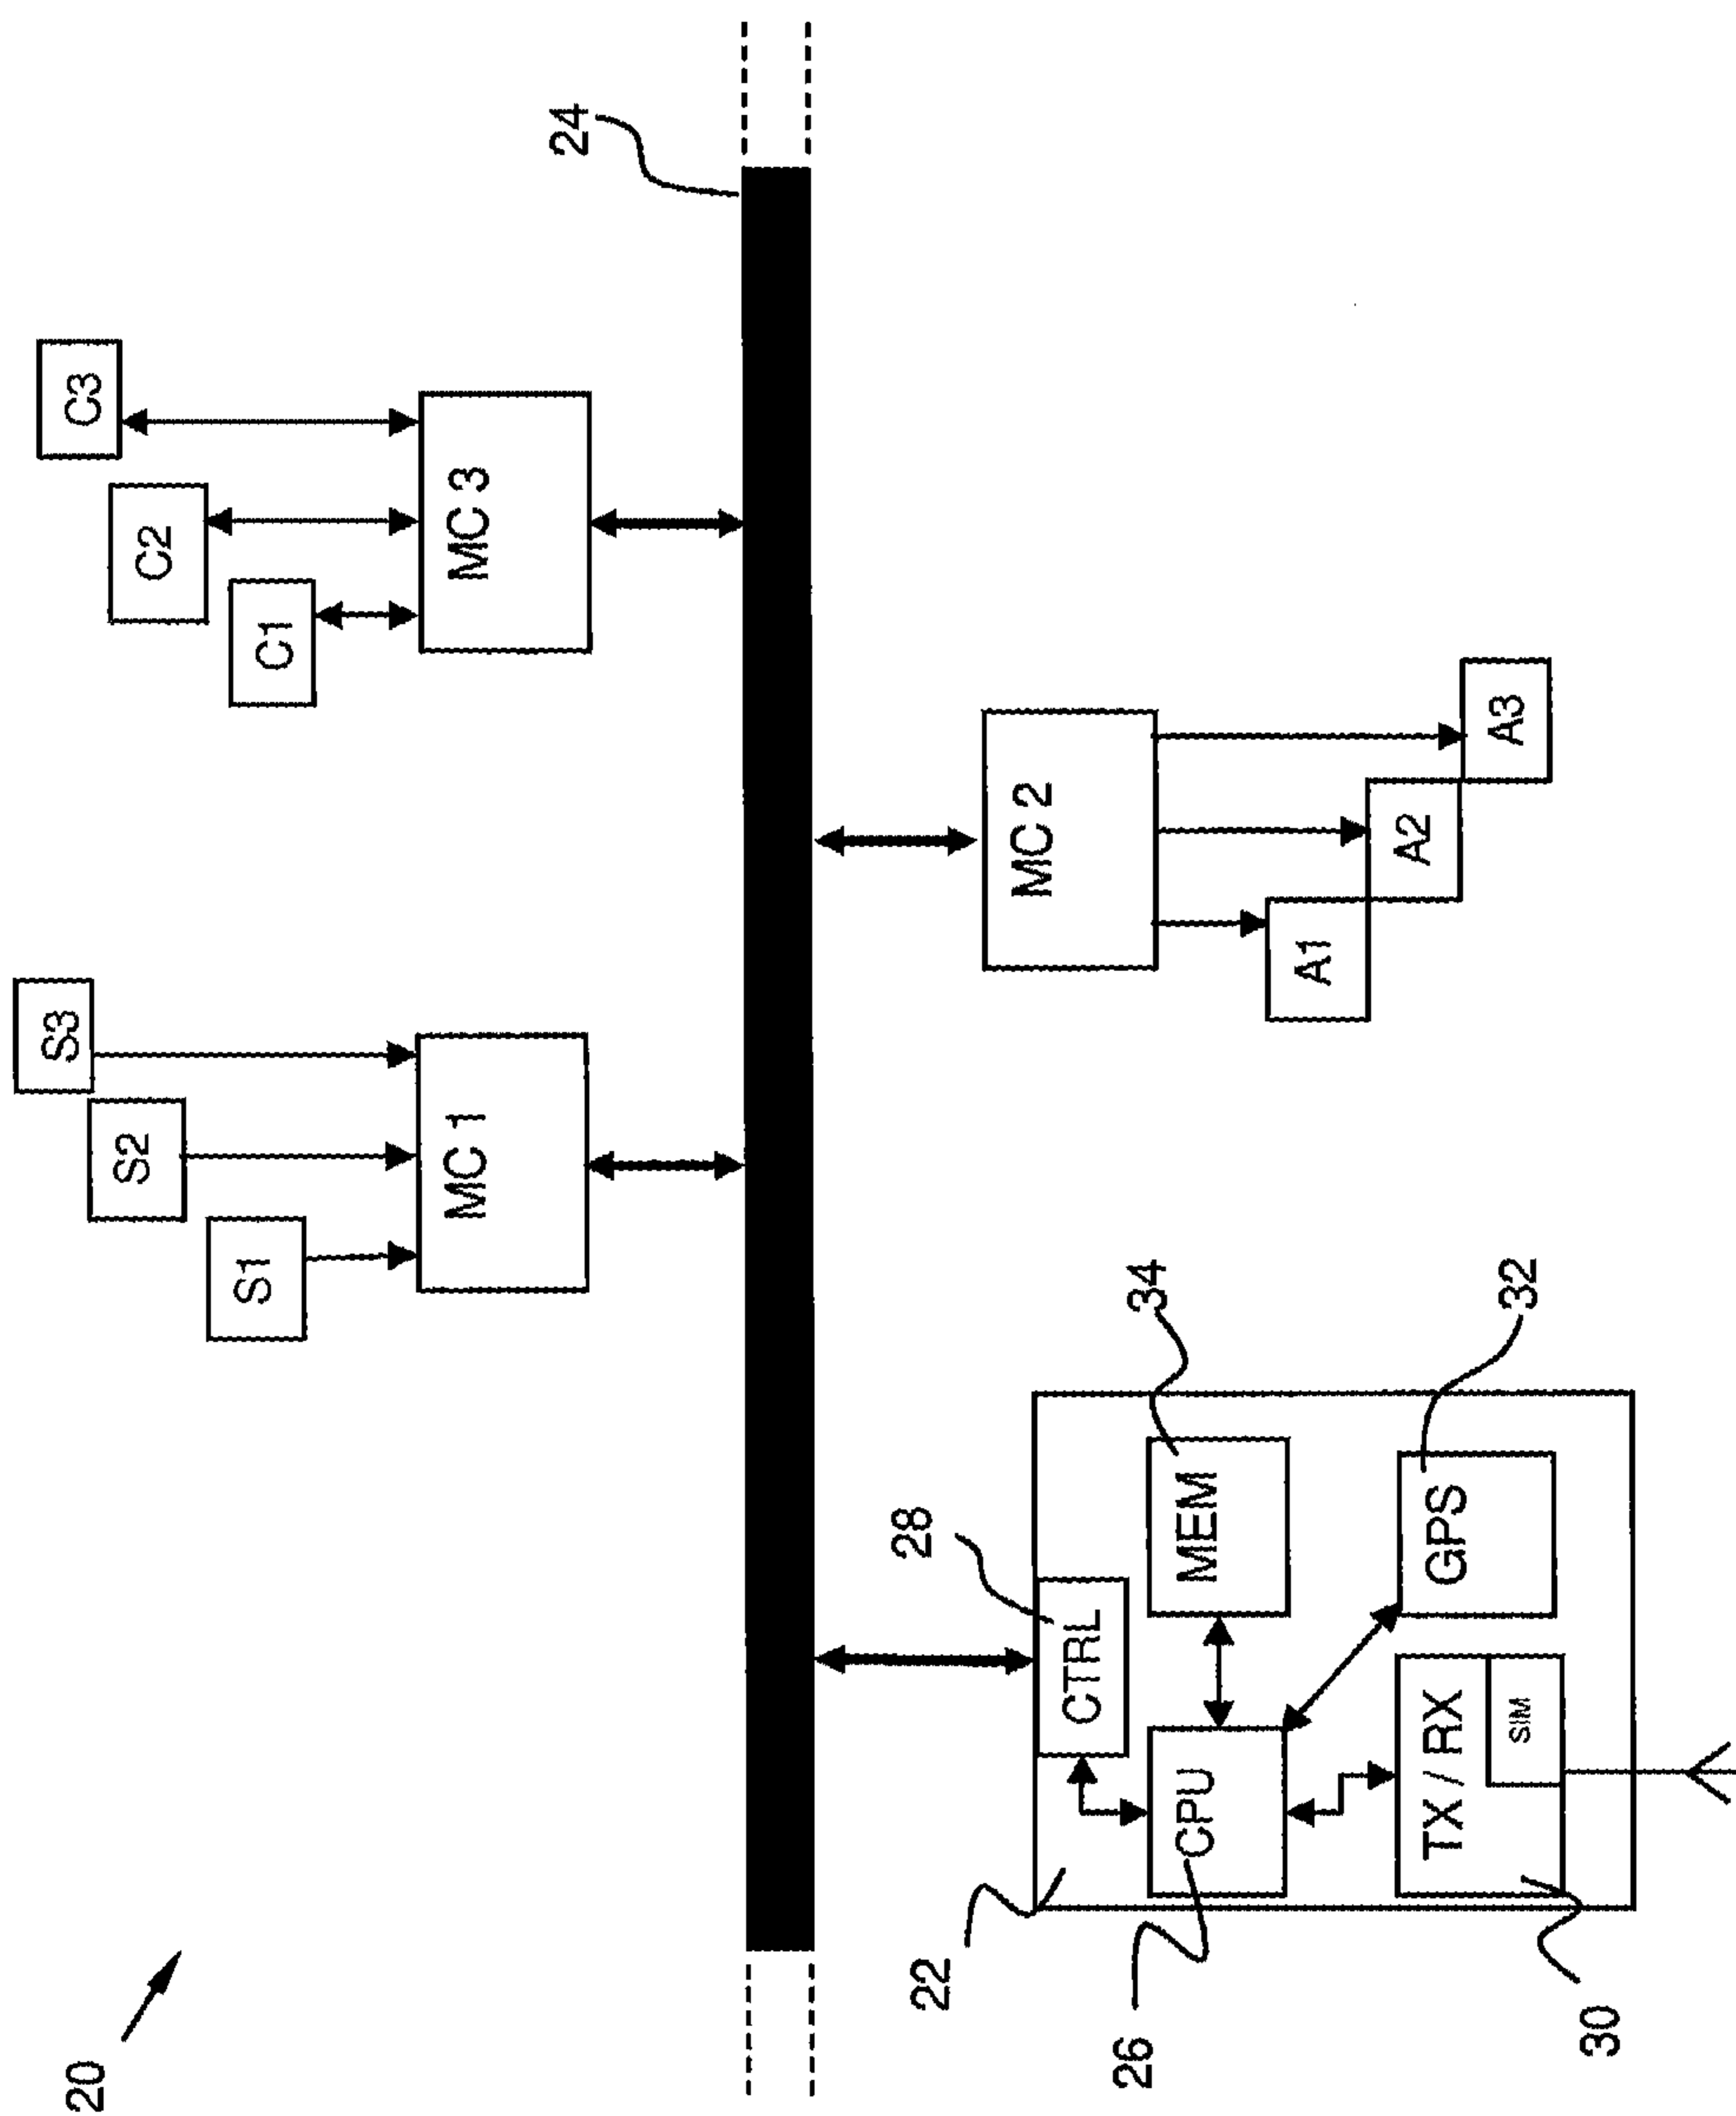 20
S3
C3
S2
C2
S1
C1
MC 1
MC 3
24
22
28
MC 2
CTRL
26
34
CPU
MEM
A1
A2
TX / RX
GPS
A3
SIM
32
30